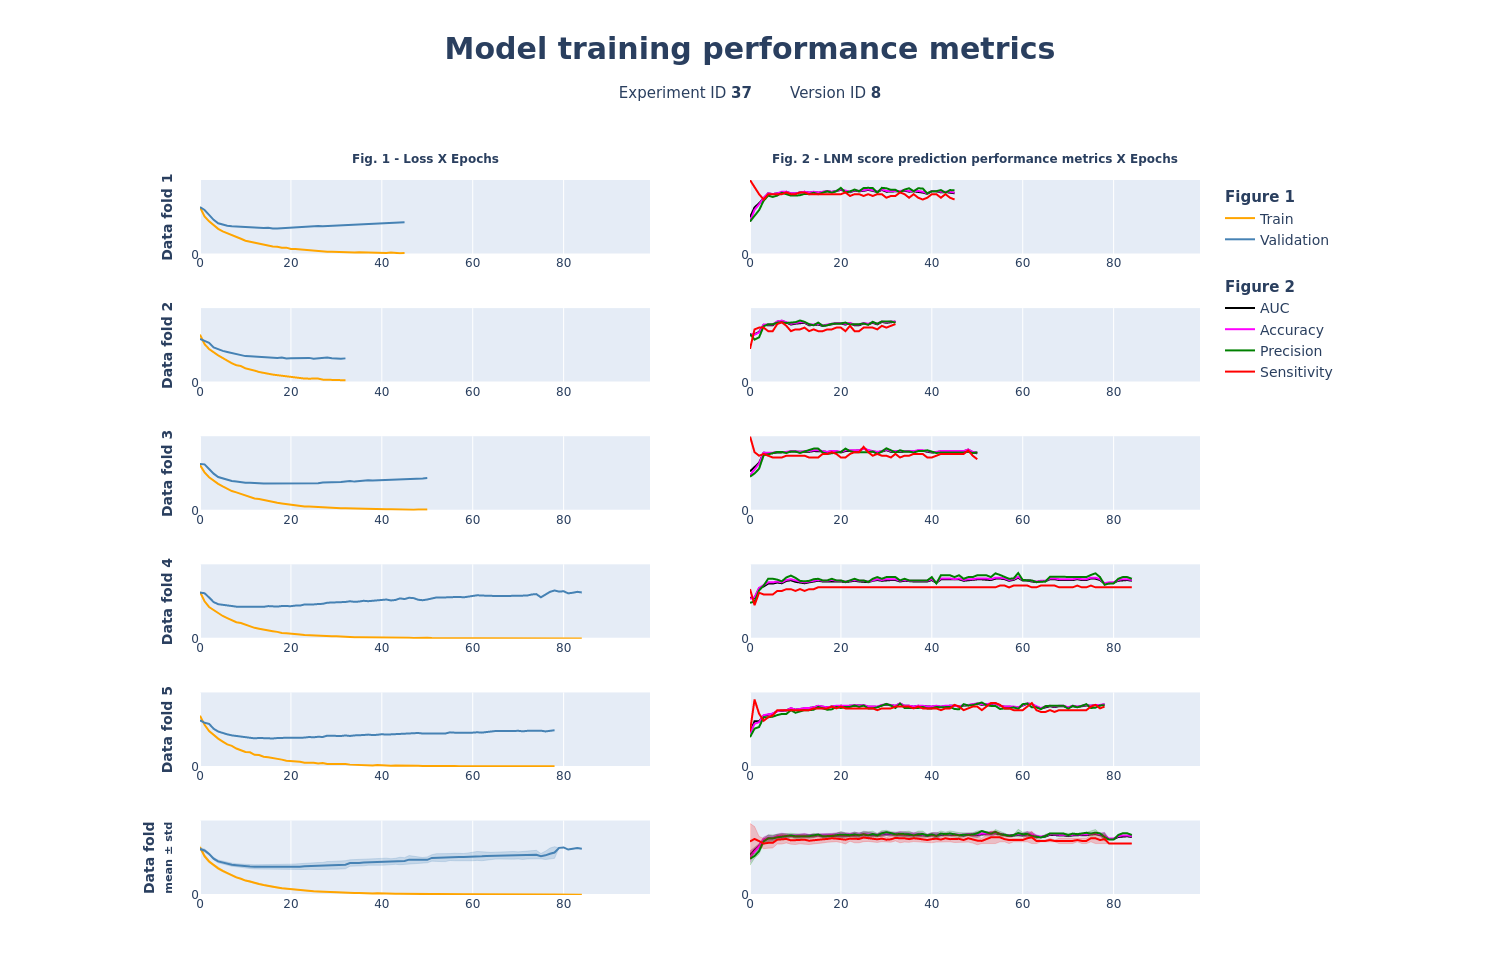 Model training performance metrics
Experiment ID 37 Version ID 8
Fig. 1 - Loss X Epochs
Fig. 2 - LNM score prediction performance metrics X Epochs
Data fold 1
0
0 20 40 60 80
0
0 20 40 60 80
Figure 1
Train
Validation
Figure 2
AUC
Accuracy
Precision
Sensitivity
Data fold 2
0
0 20 40 60 80
0
0 20 40 60 80
Data fold 3
0
0 20 40 60 80
0
0 20 40 60 80
Data fold 4
0
0 20 40 60 80
0
0 20 40 60 80
Data fold 5
0
0 20 40 60 80
0
0 20 40 60 80
Data fold
mean ± std
0
0 20 40 60 80
0
0 20 40 60 80